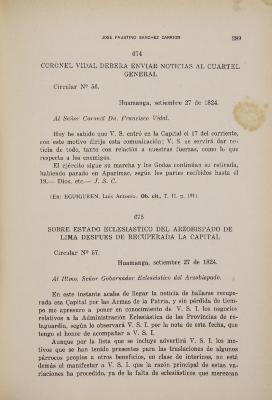 JOSE FAUSTINO SANCHEZ CARRION
289
674
CORONEL VIDAL DEBERA ENVIAR NOTICIAS AL CUARTEL
GENERAL
Circular Nº 56.
Huamanga, setiembre 27 de 1824.
Al Señor Coronel Dn. Francisco Vidal.
Hoy he sabido que V. S. entró en la Capital el 17 del corriente,
con este motivo dirijo esta comunicación; V. S. se servirá dar no-
ticia de todo, tanto con relación a nuestras fuerzas, como lo que
respecta a los enemigos.
El ejército sigue su marcha y los Godos continúan su retirada,
habiendo parado en Apurímac, según los partes recibidos hasta el
19.— Dios, etc.— J. S. C.
(En: EGUIGUREN, Luis Antonio. Ob. cit., T. II, p. 191).
675
SOBRE ESTADO ECLESIASTICO DEL ARZOBISPADO DE
LIMA DESPUES DE RECUPERADA LA CAPITAL
Circular Nº 57.
Huamanga, setiembre 27 de 1824.
Al Iltmo. Señor Gobernador Eclesiástico del Arzobispado.
En este instante acaba de llegar la noticia de hallarse recupe-
rada esa Capital por las Armas de la Patria, y sin pérdida de tiem-
po me apresuro a poner en conocimiento de V. S. I. los negocios
relativos a la Administración Eclesiástica de las Provincias de re-
taguardia, según lo observará V. S. I. por la nota de esta fecha, que
tengo el honor de acompañar a V. S. I.
Aunque por la lista que se incluye advertirá V. S. I. los mo-
tivos que se han tenido presentes para las traslaciones de algunos
párrocos propios a otros beneficios, en clase de interinos, no está
demás el manifestar a V. S. I. que la razón principal de estas va-
riaciones ha procedido, ya de la falta de eclesiásticos que merezcan